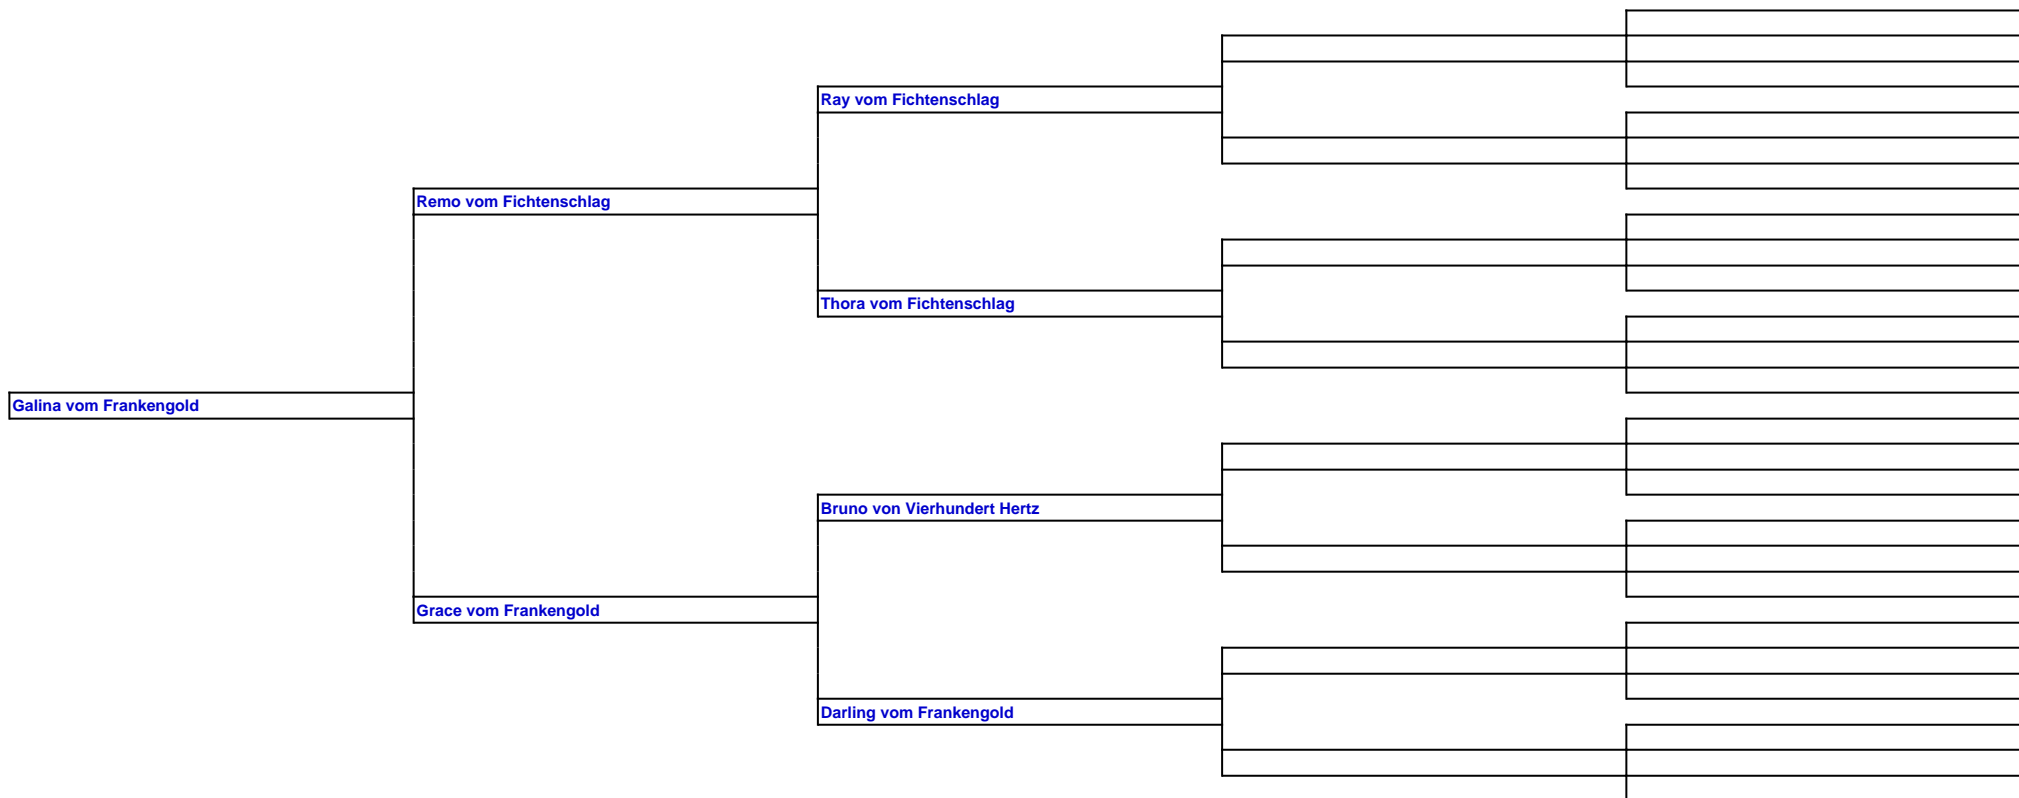 Ray vom Fichtenschlag
Remo vom Fichtenschlag
Thora vom Fichtenschlag
Galina vom Frankengold
Bruno von Vierhundert Hertz
Grace vom Frankengold
Darling vom Frankengold